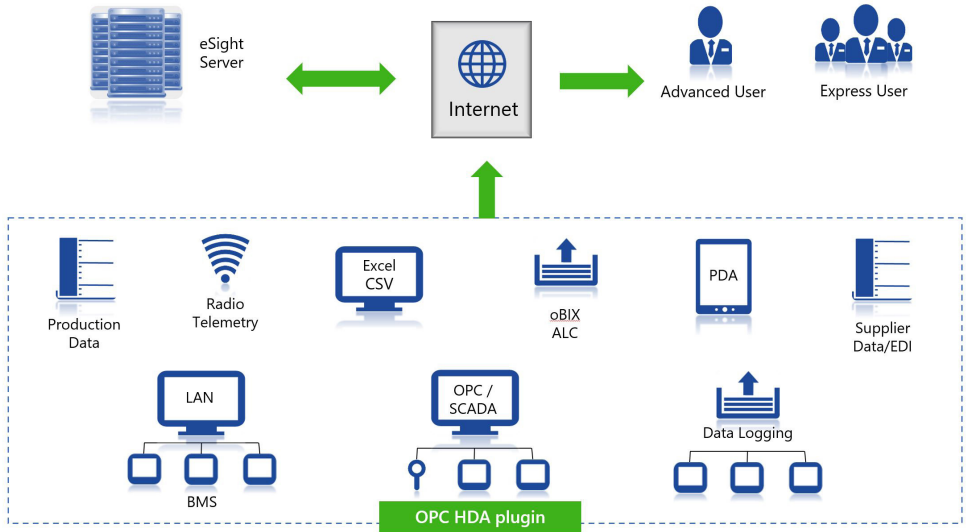 eSight
Server
Internet
Advanced User
Express User
Production
Data
Radio
Telemetry
Excel
CSV
oBIX
ALC
PDA
Supplier
Data/EDI
LAN
BMS
OPC /
SCADA
Data Logging
OPC HDA plugin